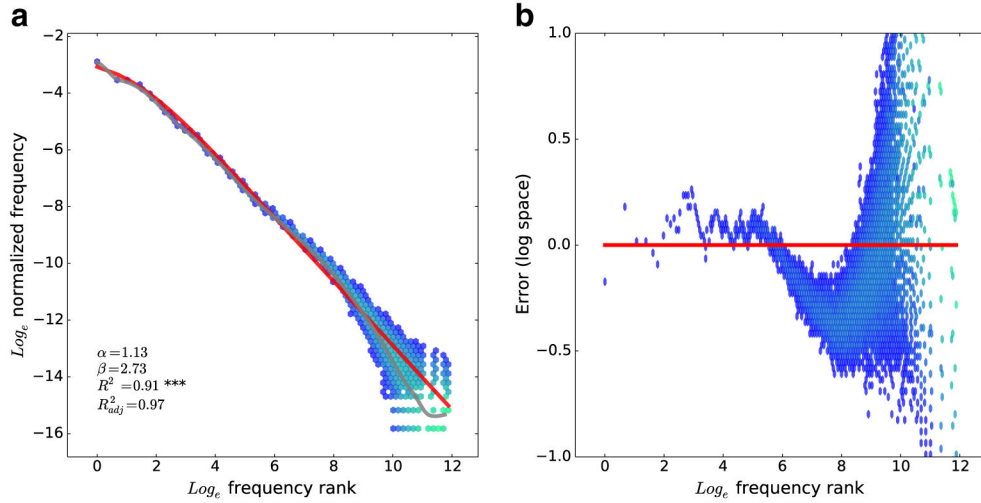 a
−2
−4
−6
−8
−10
−12
−14
−16
Log_e normalized frequency
α=1.13
β=2.73
R² =0.91 ***
R²_adj=0.97
0 2 4 6 8 10 12
Log_e frequency rank
b
1.0
0.5
0.0
−0.5
−1.0
Error (log space)
0 2 4 6 8 10 12
Log_e frequency rank